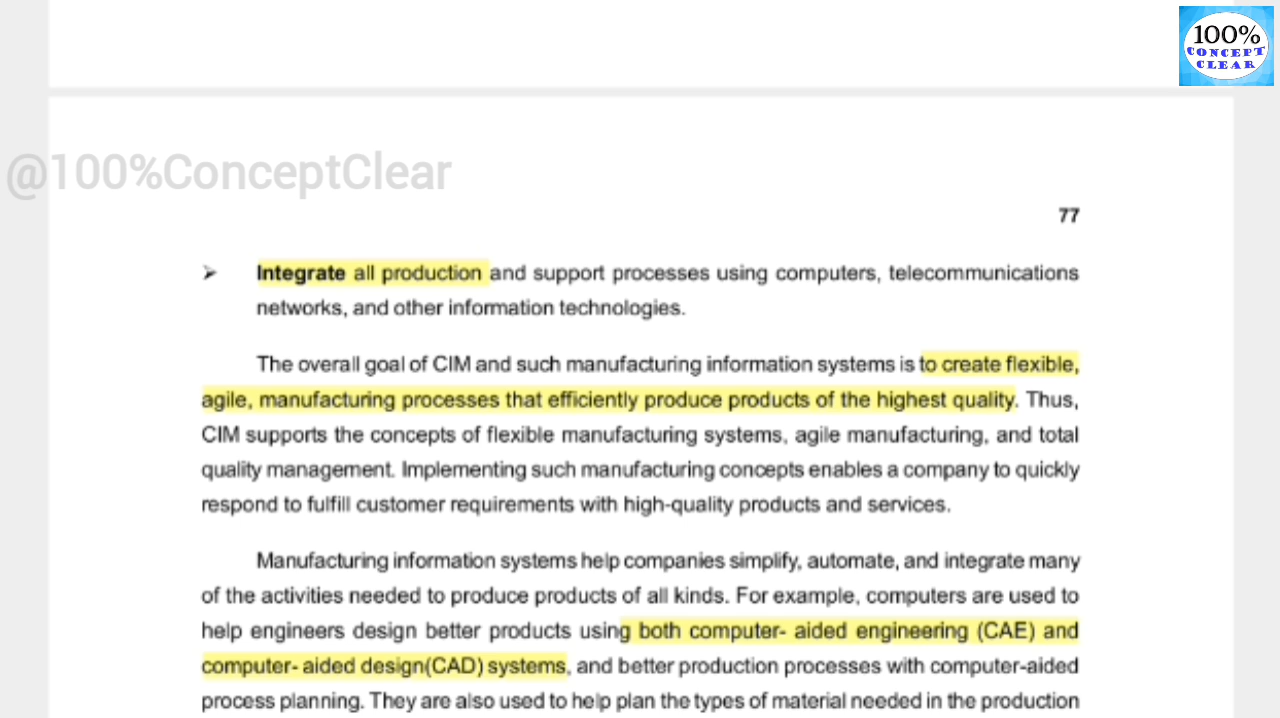 100%
CONCEPT
CLEAR
@100%ConceptClear
77
➢ Integrate all production and support processes using computers, telecommunications
networks, and other information technologies.
The overall goal of CIM and such manufacturing information systems is to create flexible,
agile, manufacturing processes that efficiently produce products of the highest quality. Thus,
CIM supports the concepts of flexible manufacturing systems, agile manufacturing, and total
quality management. Implementing such manufacturing concepts enables a company to quickly
respond to fulfill customer requirements with high-quality products and services.
Manufacturing information systems help companies simplify, automate, and integrate many
of the activities needed to produce products of all kinds. For example, computers are used to
help engineers design better products using both computer- aided engineering (CAE) and
computer- aided design(CAD) systems, and better production processes with computer-aided
process planning. They are also used to help plan the types of material needed in the production